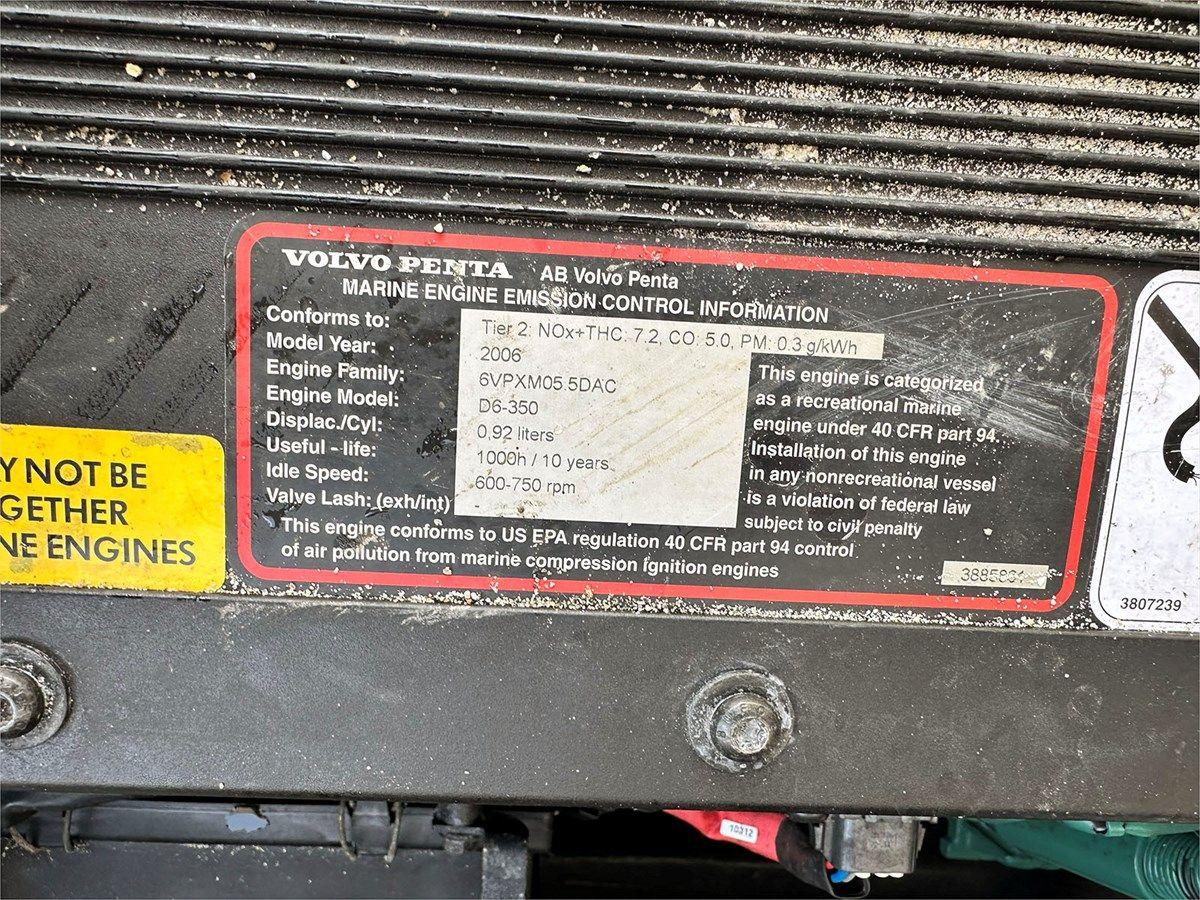 VOLVO PENTA AB Volvo Penta
MARINE ENGINE EMISSION CONTROL INFORMATION
Conforms to: Tier 2: NOx+THC: 7.2, CO: 5.0, PM: 0.3 g/kWh
Model Year: 2006
Engine Family: 6VPXM05.5DAC
Engine Model: D6-350
Displac./Cyl: 0,92 liters
Useful - life: 1000h / 10 years
Idle Speed: 600-750 rpm
Valve Lash: (exh/int)
This engine is categorized
as a recreational marine
engine under 40 CFR part 94.
Installation of this engine
in any nonrecreational vessel
is a violation of federal law
subject to civil penalty
This engine conforms to US EPA regulation 40 CFR part 94 control
of air pollution from marine compression ignition engines
Y NOT BE
GETHER
NE ENGINES
3807239
10312